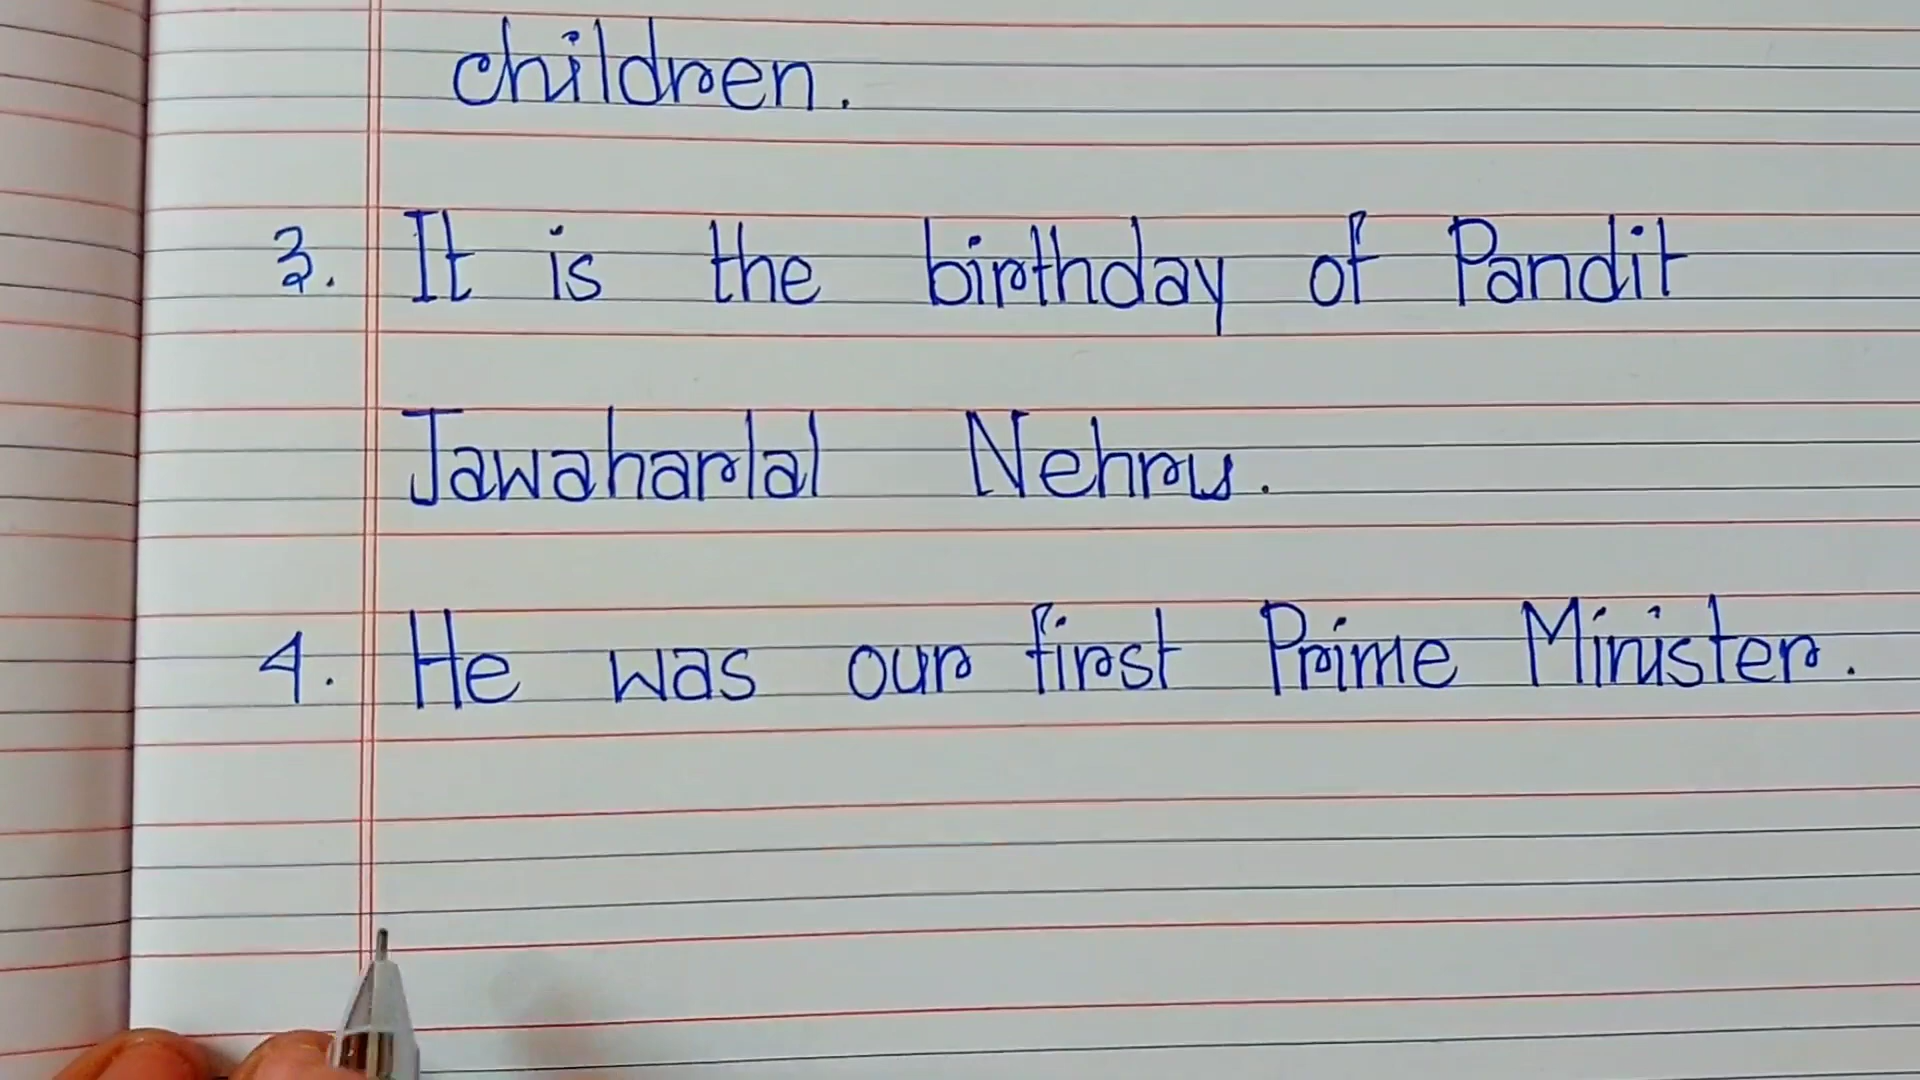 children.
3. It is the birthday of Pandit
Jawaharlal Nehru.
4. He was our first Prime Minister.